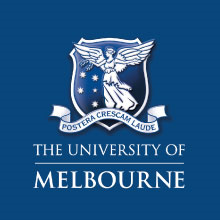 POSTERA CRESCAM LAUDE
THE UNIVERSITY OF
MELBOURNE